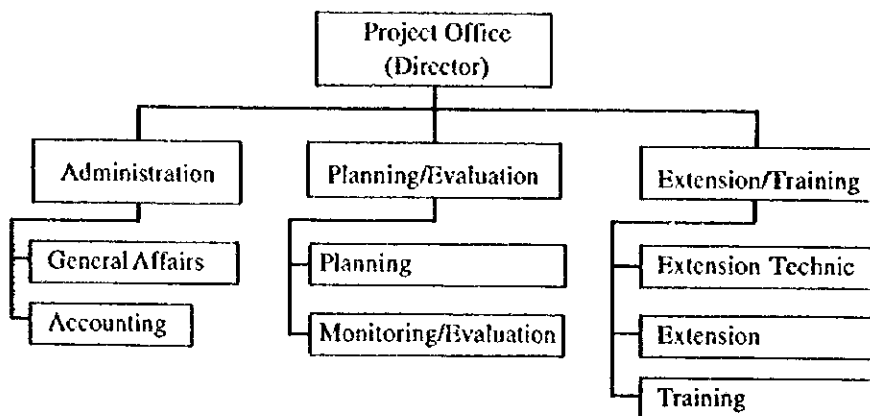 Project Office
(Director)
Administration
Planning/Evaluation
Extension/Training
General Affairs
Planning
Extension Technic
Accounting
Monitoring/Evaluation
Extension
Training